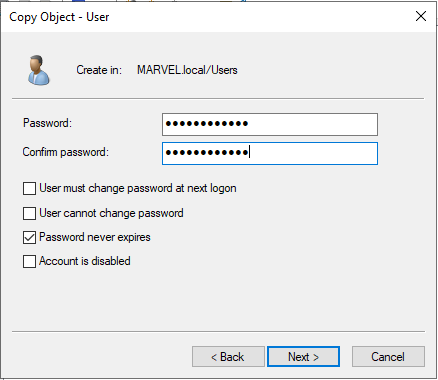 Copy Object - User
Create in: MARVEL.local/Users
Password: ●●●●●●●●●●●●
Confirm password: ●●●●●●●●●●●●
User must change password at next logon
User cannot change password
Password never expires
Account is disabled
< Back Next > Cancel